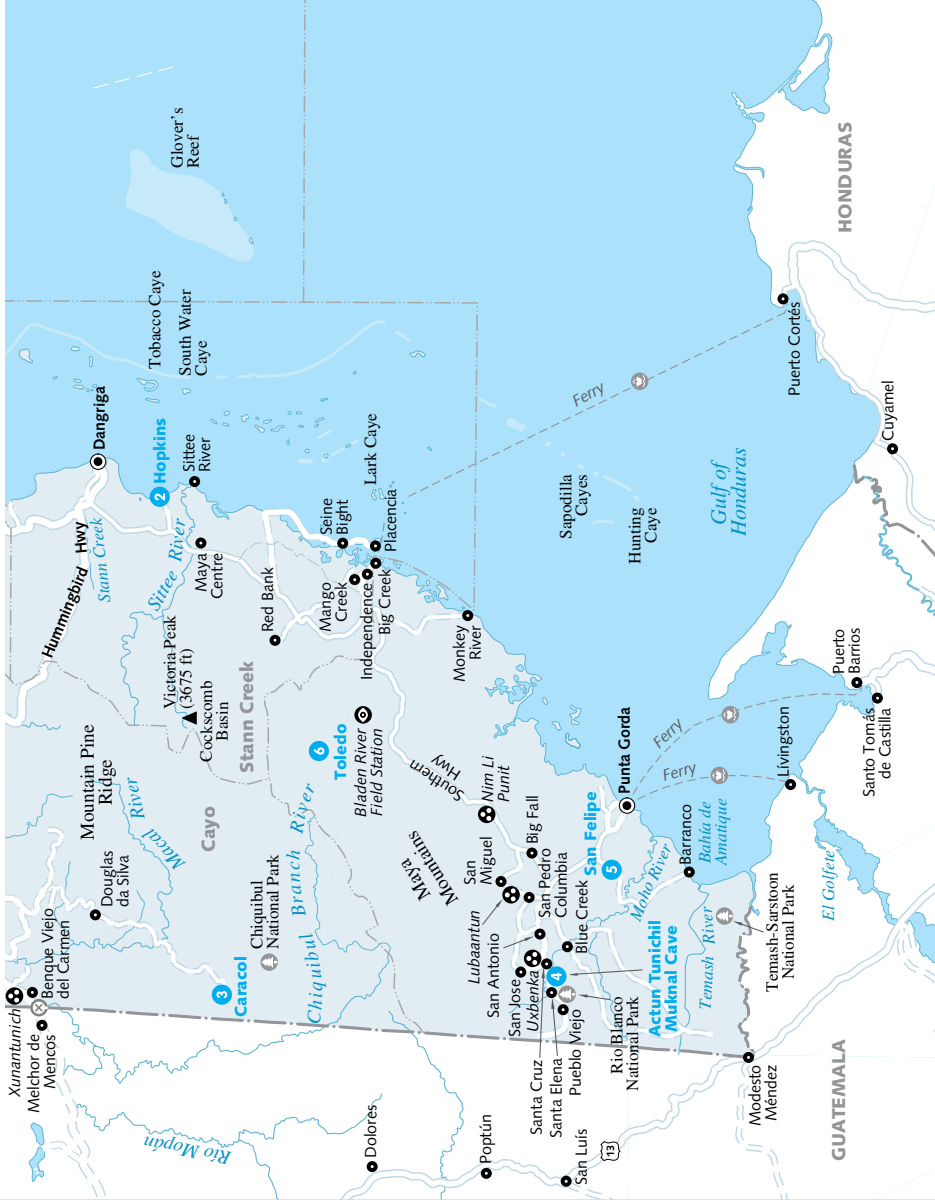 Glover's
Reef
Tobacco Caye
South Water
Caye
Dangriga
2 Hopkins
Sittee
River
Hummingbird Hwy
Stann Creek
Sittee River
Maya
Centre
Victoria Peak
(3675 ft)
Cockscomb
Basin
Stann Creek
Red Bank
Seine
Bight
Lark Caye
Placencia
Mango
Creek
Independence
Big Creek
Monkey
River
Mountain Pine
Ridge
Macal River
Cayo
Douglas
da Silva
Benque Viejo
del Carmen
Xunantunich
Melchor de
Mencos
3
Caracol
Chiquibul
National Park
Chiquibul Branch River
6
Toledo
Bladen River
Field Station
Southern
Hwy
Nim Li
Punit
Maya
Mountains
San
Miguel
Big Fall
Lubaantun
San Pedro
Columbia
San Antonio
Blue Creek
San Jose
Uxbenka
4
Santa Cruz
Santa Elena
Pueblo Viejo
Rio Blanco
National Park
Actun Tunichil
Muknal Cave
San Felipe
5
Punta Gorda
Moho River
Barranco
Temash River
Temash-Sarstoon
National Park
Bahía de
Amatique
Ferry
Ferry
Ferry
Sapodilla
Cayes
Hunting
Caye
Gulf of
Honduras
Puerto Cortés
HONDURAS
Cuyamel
Puerto
Barrios
Santo Tomás
de Castilla
Livingston
El Golfete
Modesto
Méndez
GUATEMALA
Río Mopán
Dolores
Poptún
San Luís
13